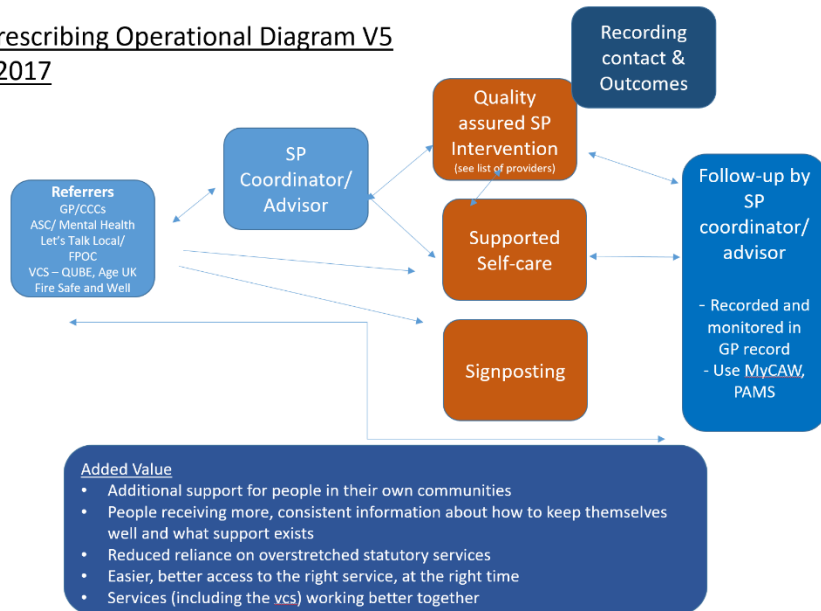 rescribing Operational Diagram V5
2017
Recording
contact &
Outcomes
Quality
assured SP
Intervention
(see list of providers)
SP
Coordinator/
Advisor
Referrers
GP/CCCs
ASC/ Mental Health
Let's Talk Local/
FPOC
VCS – QUBE, Age UK
Fire Safe and Well
Supported
Self-care
Signposting
Follow-up by
SP
coordinator/
advisor
- Recorded and
monitored in
GP record
- Use MyCAW,
PAMS
Added Value
• Additional support for people in their own communities
• People receiving more, consistent information about how to keep themselves
well and what support exists
• Reduced reliance on overstretched statutory services
• Easier, better access to the right service, at the right time
• Services (including the vcs) working better together